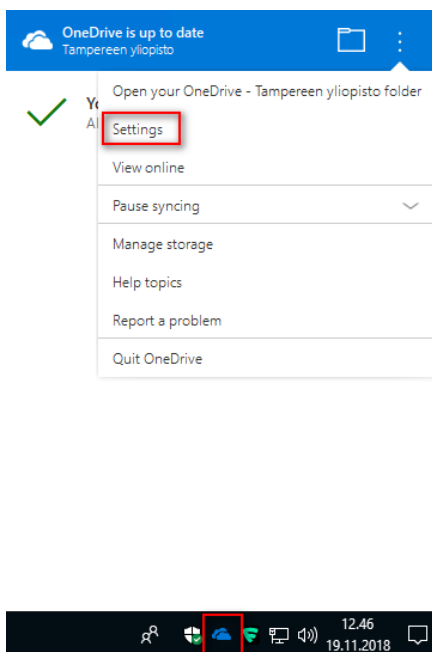 OneDrive is up to date
Tampereen yliopisto
Open your OneDrive - Tampereen yliopisto folder
Settings
View online
Pause syncing
Manage storage
Help topics
Report a problem
Quit OneDrive
12.46
19.11.2018